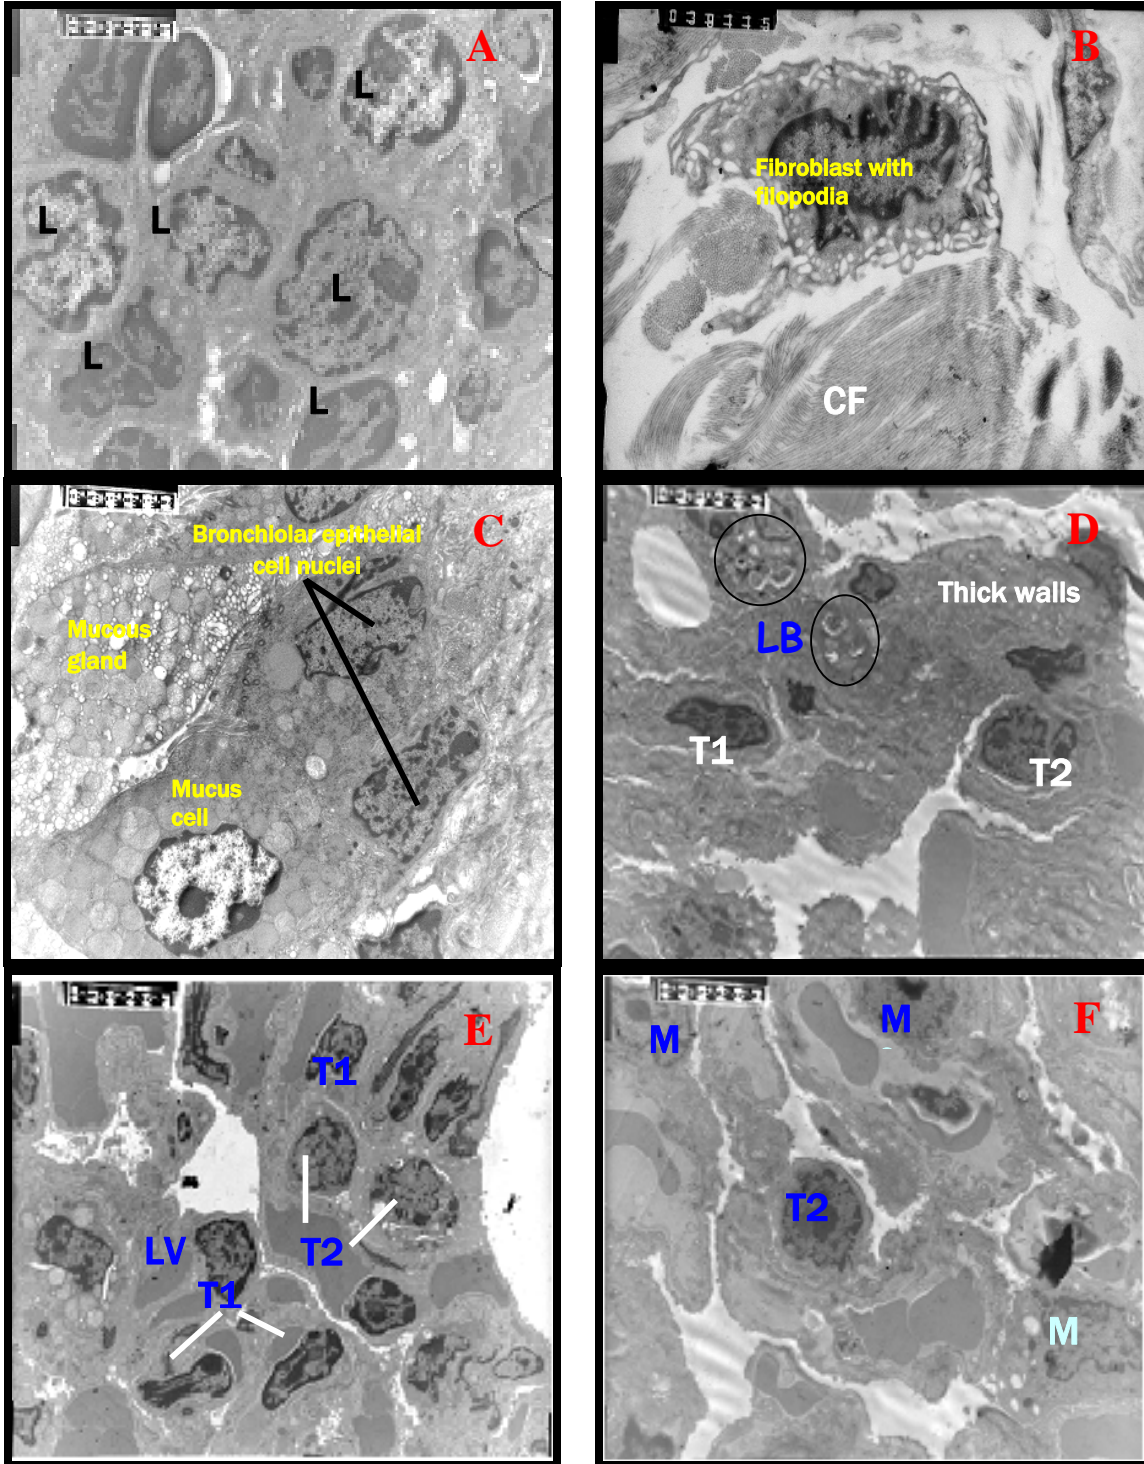 A
L
L
L
L
L
L
B
Fibroblast with
filopodia
CF
C
Bronchiolar epithelial
cell nuclei
Mucous
gland
Mucus
cell
D
Thick walls
LB
T1
T2
E
T1
LV
T2
T1
F
M
M
T2
M